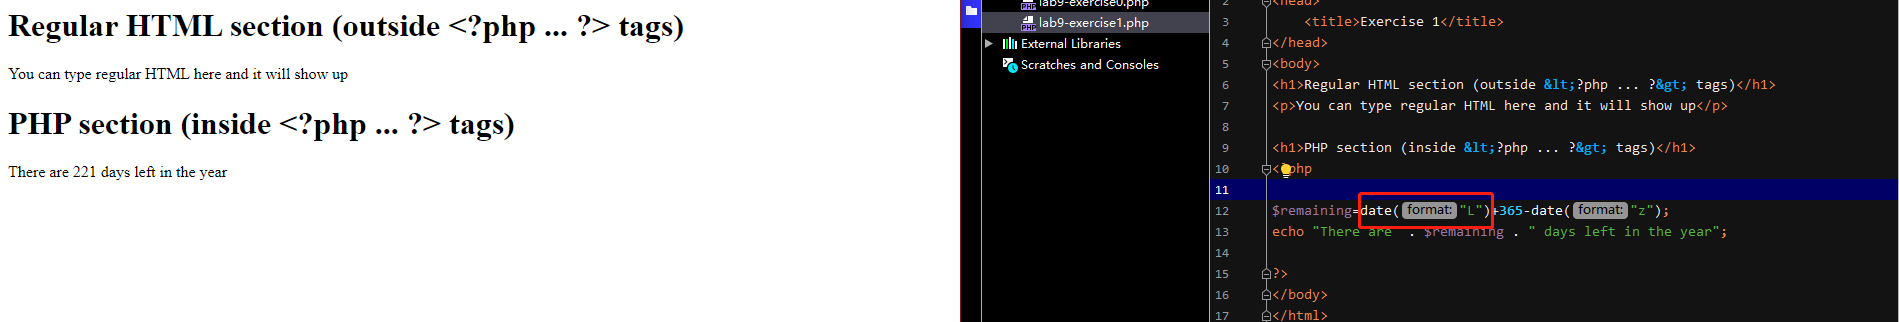 Regular HTML section (outside <?php ... ?> tags)
You can type regular HTML here and it will show up
PHP section (inside <?php ... ?> tags)
There are 221 days left in the year
lab9-exercise0.php
lab9-exercise1.php
External Libraries
Scratches and Consoles
2 <head>
3 <title>Exercise 1</title>
4 </head>
5 <body>
6 <h1>Regular HTML section (outside &lt;?php ... ?&gt; tags)</h1>
7 <p>You can type regular HTML here and it will show up</p>
8
9 <h1>PHP section (inside &lt;?php ... ?&gt; tags)</h1>
10 <?php
11
12 $remaining=date( format: "L")+365-date( format: "z");
13 echo "There are " . $remaining . " days left in the year";
14
15 ?>
16 </body>
17 </html>